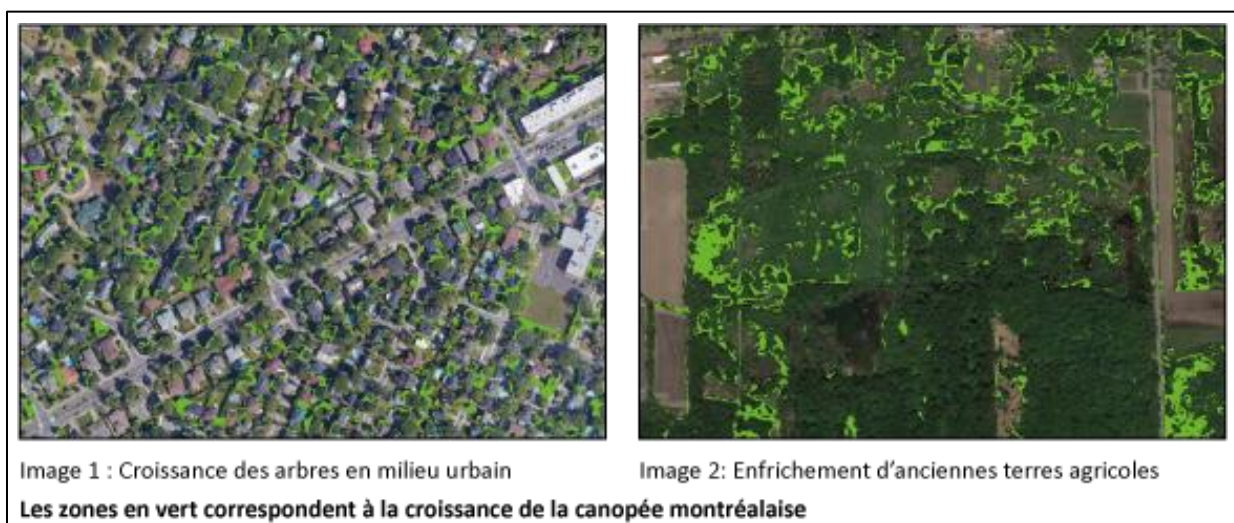 Image 1 : Croissance des arbres en milieu urbain
Image 2: Enfrichement d'anciennes terres agricoles
Les zones en vert correspondent à la croissance de la canopée montréalaise